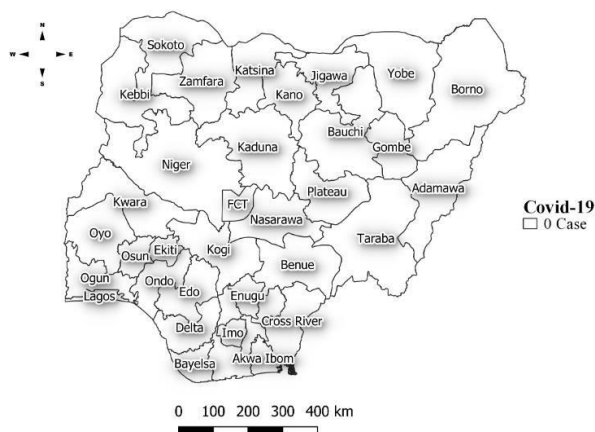 N
W E
S
Sokoto
Zamfara
Katsina
Jigawa
Yobe
Borno
Kebbi
Kano
Bauchi
Gombe
Kaduna
Niger
Adamawa
Plateau
FCT
Nasarawa
Kwara
Taraba
Oyo
Osun
Ekiti
Kogi
Benue
Ogun
Lagos
Ondo
Edo
Enugu
Delta
Imo
Cross River
Bayelsa
Akwa Ibom
Covid-19
0 Case
0 100 200 300 400 km